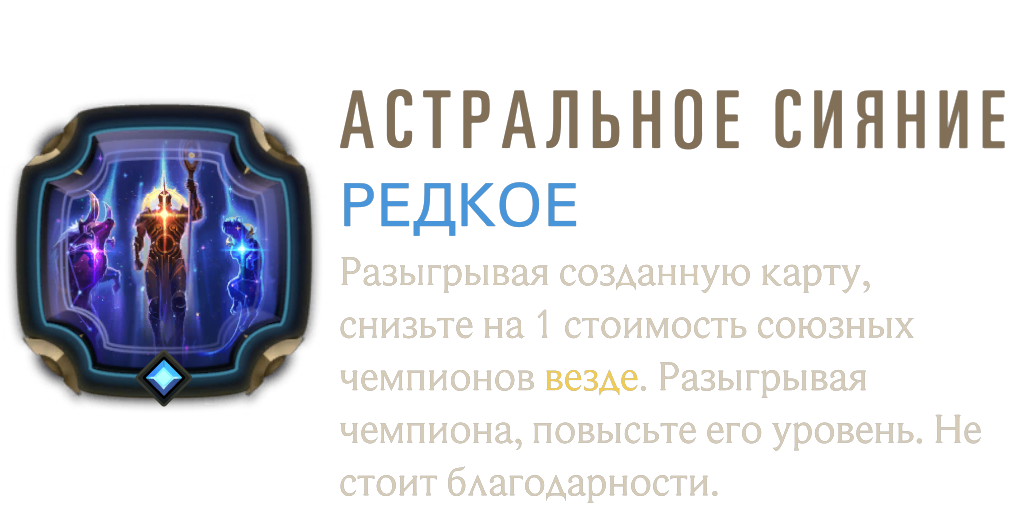 АСТРАЛЬНОЕ СИЯНИЕ
РЕДКОЕ
Разыгрывая созданную карту,
снизьте на 1 стоимость союзных
чемпионов везде. Разыгрывая
чемпиона, повысьте его уровень. Не
стоит благодарности.